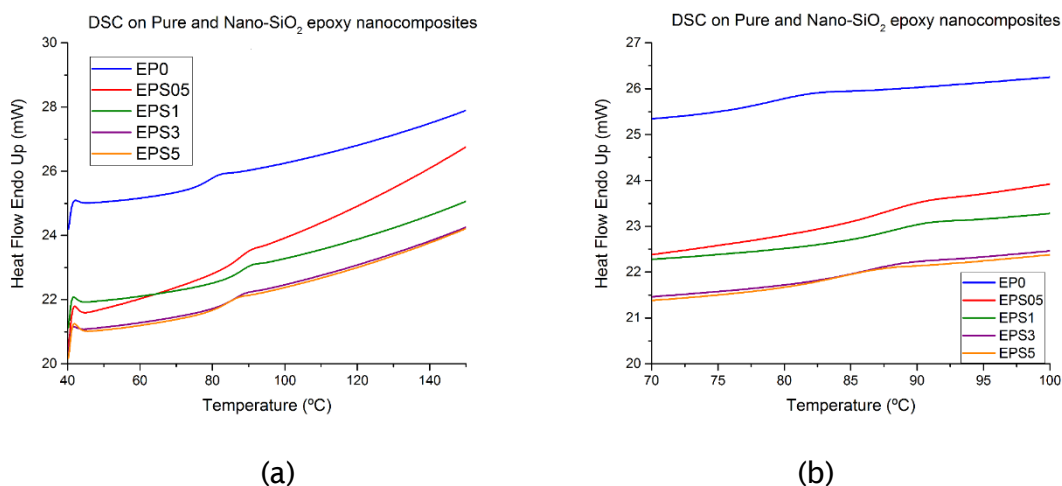 DSC on Pure and Nano-SiO₂ epoxy nanocomposites
Heat Flow Endo Up (mW)
30
28
26
24
22
20
EP0
EPS05
EPS1
EPS3
EPS5
40
60
80
100
120
140
Temperature (ºC)
(a)
DSC on Pure and Nano-SiO₂ epoxy nanocomposites
Heat Flow Endo Up (mW)
27
26
25
24
23
22
21
20
EP0
EPS05
EPS1
EPS3
EPS5
70
75
80
85
90
95
100
Temperature (ºC)
(b)